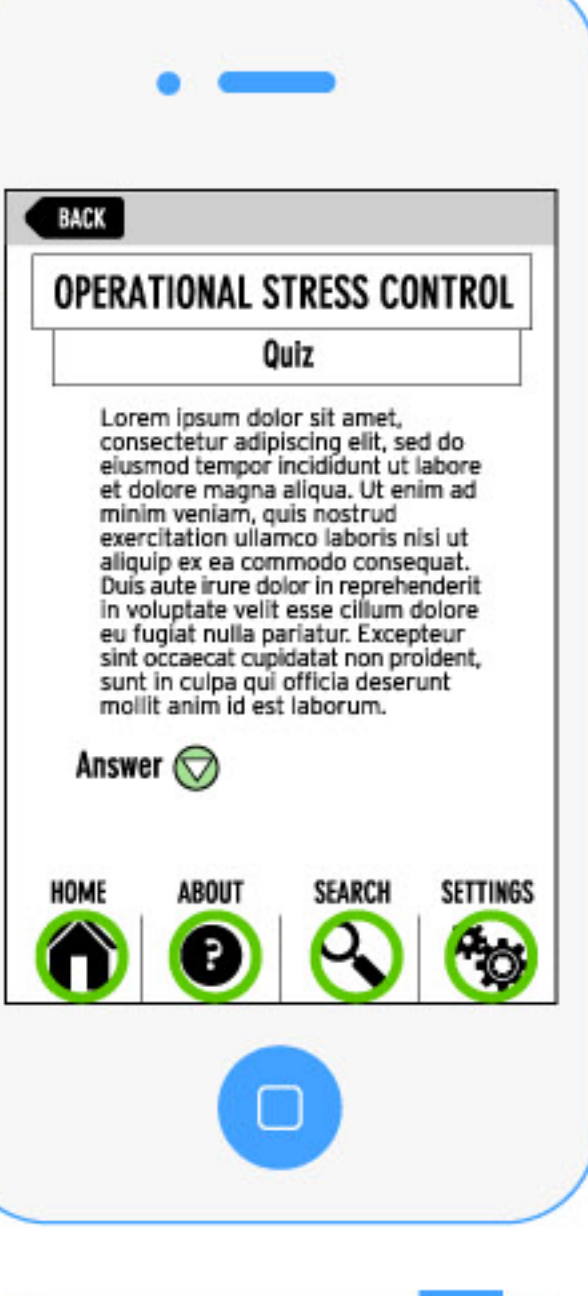 BACK
OPERATIONAL STRESS CONTROL
Quiz
Lorem ipsum dolor sit amet,
consectetur adipiscing elit, sed do
eiusmod tempor incididunt ut labore
et dolore magna aliqua. Ut enim ad
minim veniam, quis nostrud
exercitation ullamco laboris nisi ut
aliquip ex ea commodo consequat.
Duis aute irure dolor in reprehenderit
in voluptate velit esse cillum dolore
eu fugiat nulla pariatur. Excepteur
sint occaecat cupidatat non proident,
sunt in culpa qui officia deserunt
mollit anim id est laborum.
Answer
HOME ABOUT SEARCH SETTINGS
?